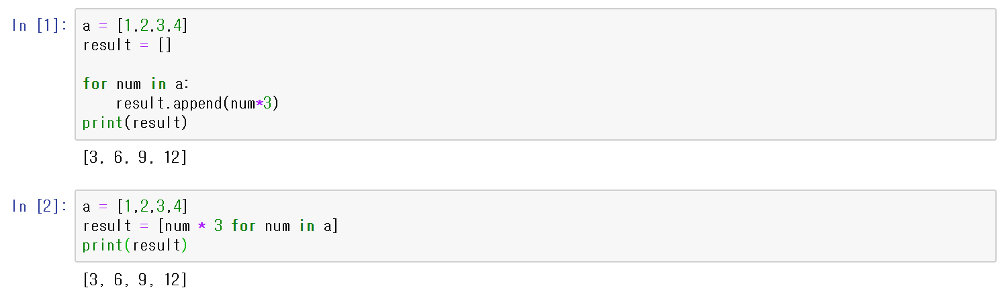 In [1]:
a = [1,2,3,4]
result = []
for num in a:
    result.append(num*3)
print(result)
[3, 6, 9, 12]
In [2]:
a = [1,2,3,4]
result = [num * 3 for num in a]
print(result)
[3, 6, 9, 12]